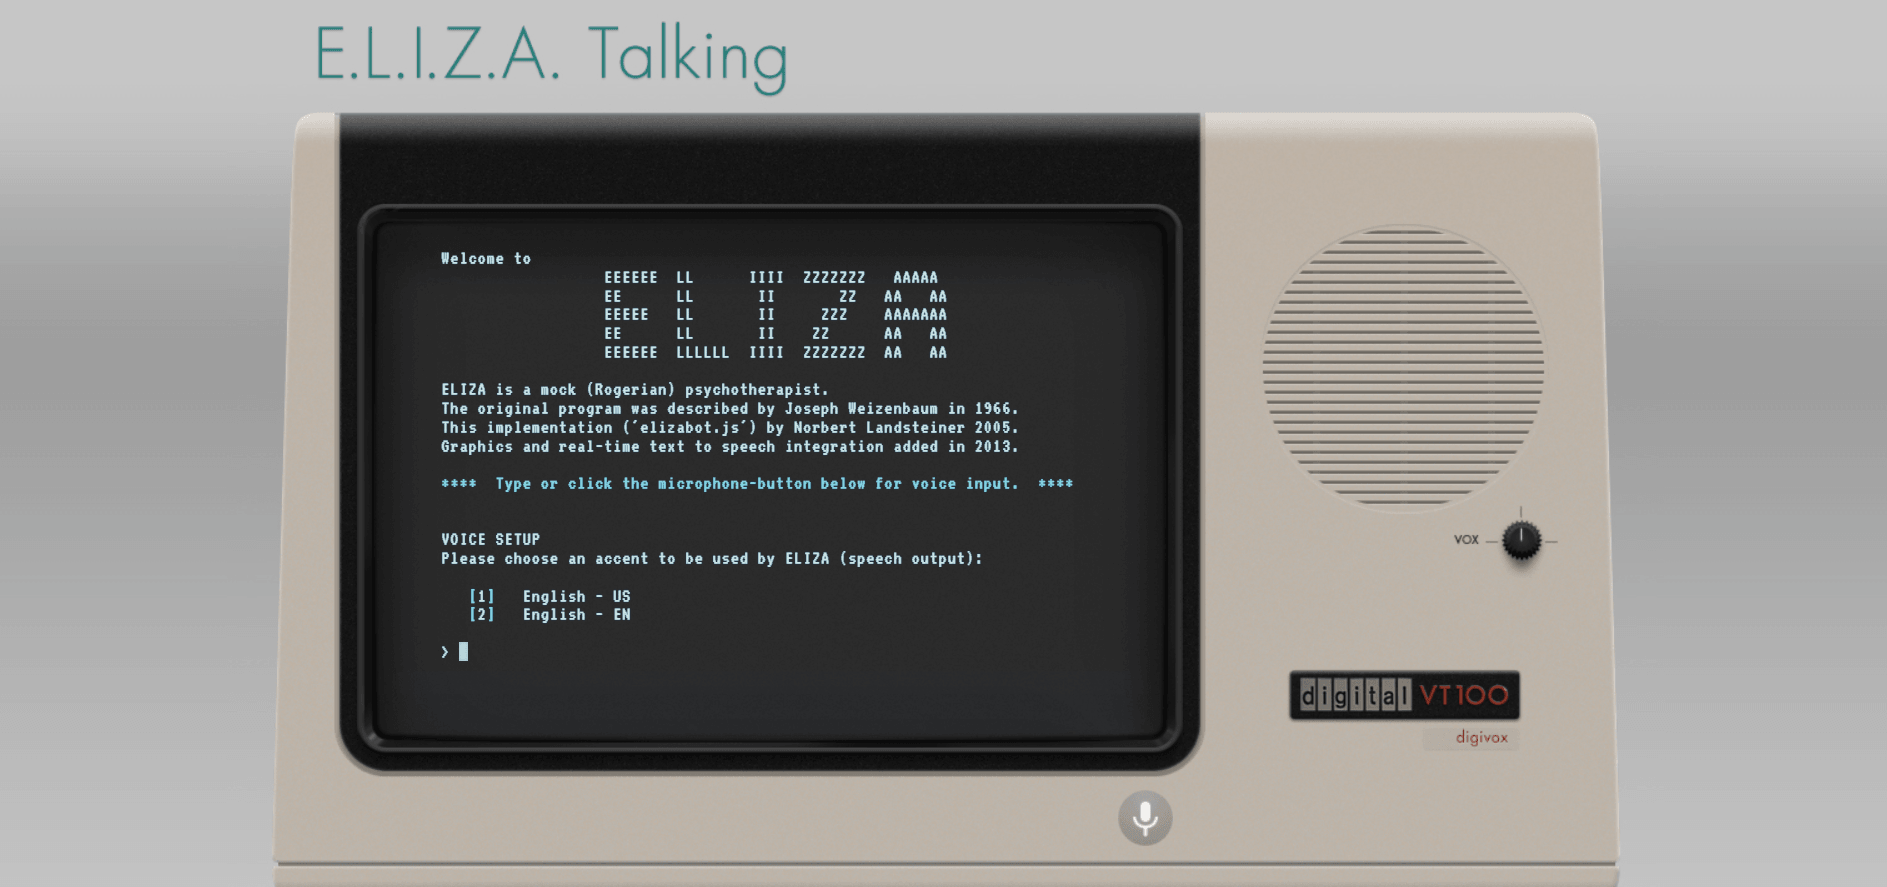 E.L.I.Z.A. Talking
Welcome to
EEEEEE  LL      IIII  ZZZZZZZ   AAAAA
EE      LL       II       ZZ   AA   AA
EEEEE   LL       II     ZZZ    AAAAAAA
EE      LL       II    ZZ      AA   AA
EEEEEE  LLLLLL  IIII  ZZZZZZZ  AA   AA
ELIZA is a mock (Rogerian) psychotherapist.
The original program was described by Joseph Weizenbaum in 1966.
This implementation (´elizabot.js´) by Norbert Landsteiner 2005.
Graphics and real-time text to speech integration added in 2013.
****  Type or click the microphone-button below for voice input.  ****
VOICE SETUP
Please choose an accent to be used by ELIZA (speech output):
[1]   English - US
[2]   English - EN
>
VOX
digital VT100
digivox